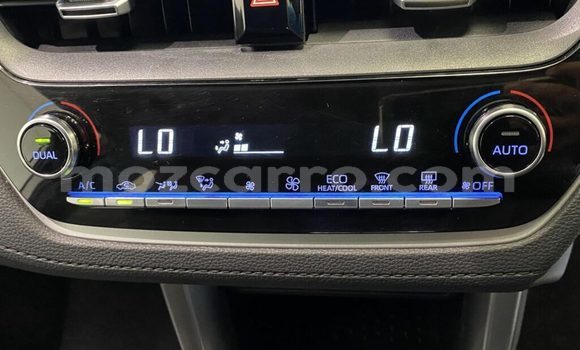 LO LO
DUAL AUTO
mozcarro.com
A/C ECO HEAT/COOL FRONT REAR OFF